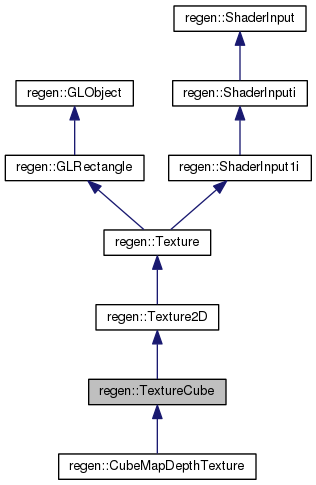 regen::ShaderInput
regen::GLObject
regen::ShaderInputi
regen::GLRectangle
regen::ShaderInput1i
regen::Texture
regen::Texture2D
regen::TextureCube
regen::CubeMapDepthTexture